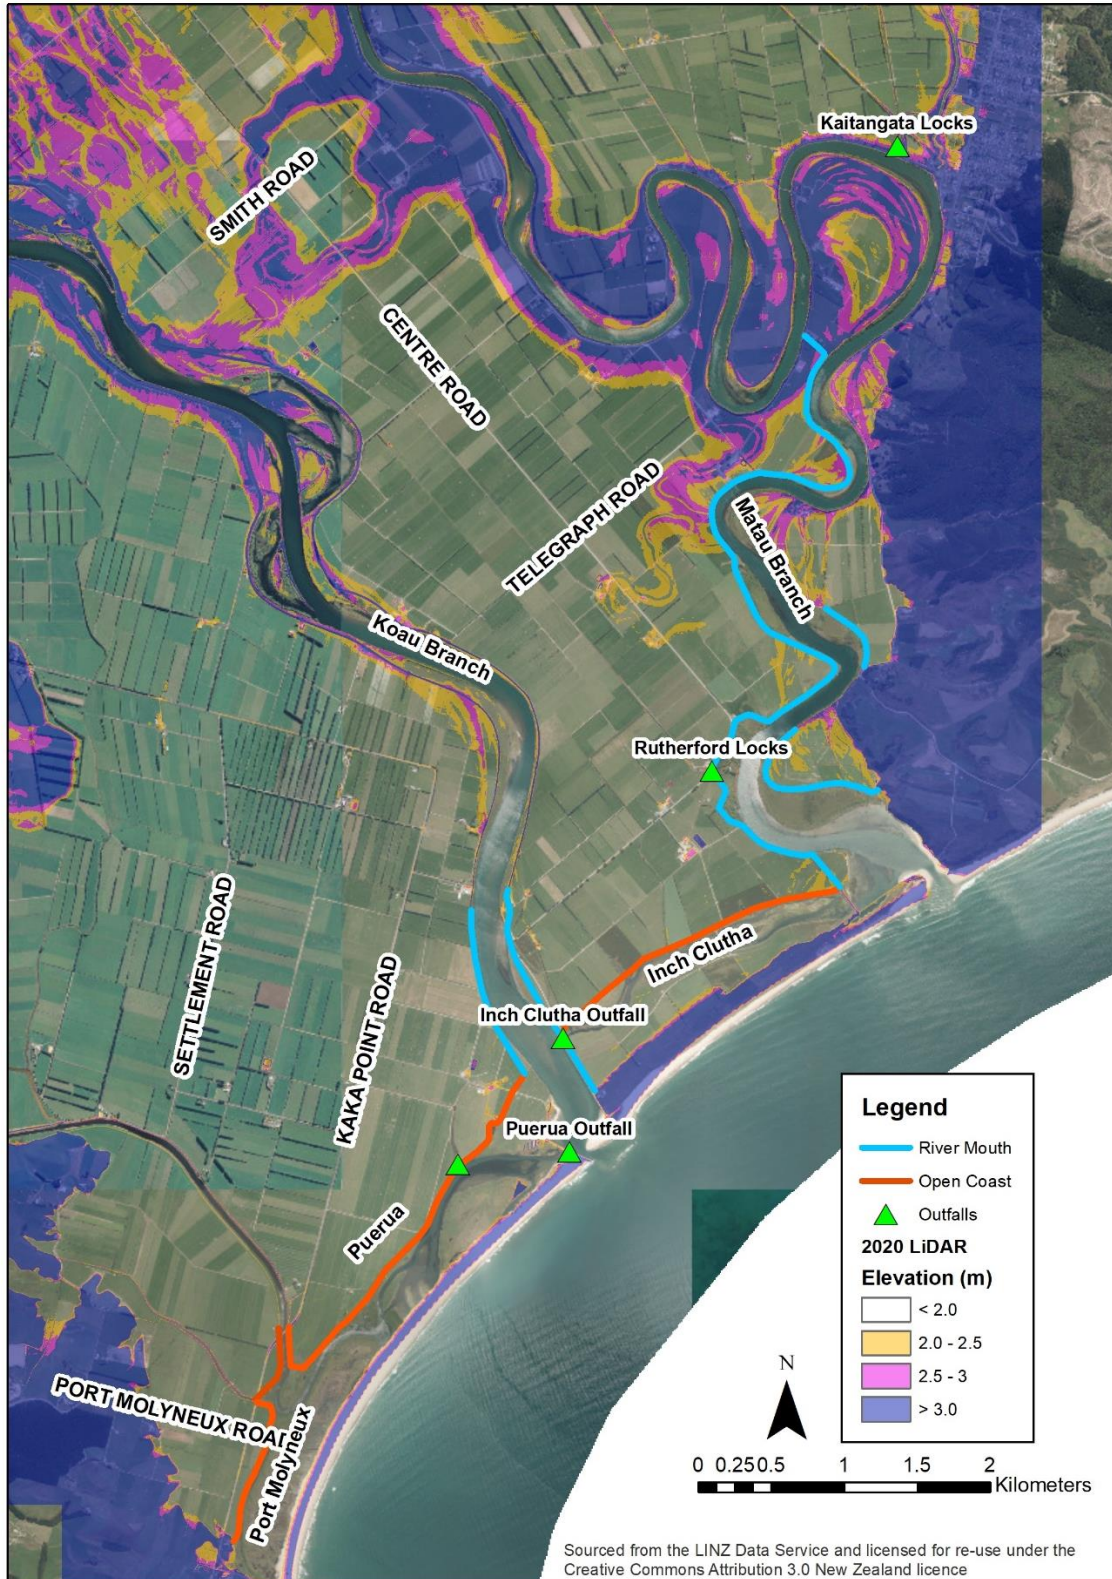 Kaitangata Locks
SMITH ROAD
CENTRE ROAD
TELEGRAPH ROAD
Matau Branch
Koau Branch
Rutherford Locks
SETTLEMENT ROAD
KAKA POINT ROAD
Inch Clutha
Inch Clutha Outfall
Puerua Outfall
Puerua
PORT MOLYNEUX ROAD
Port Molyneux
Legend
River Mouth
Open Coast
Outfalls
2020 LiDAR
Elevation (m)
< 2.0
2.0 - 2.5
2.5 - 3
> 3.0
N
0 0.25 0.5 1 1.5 2
Kilometers
Sourced from the LINZ Data Service and licensed for re-use under the
Creative Commons Attribution 3.0 New Zealand licence